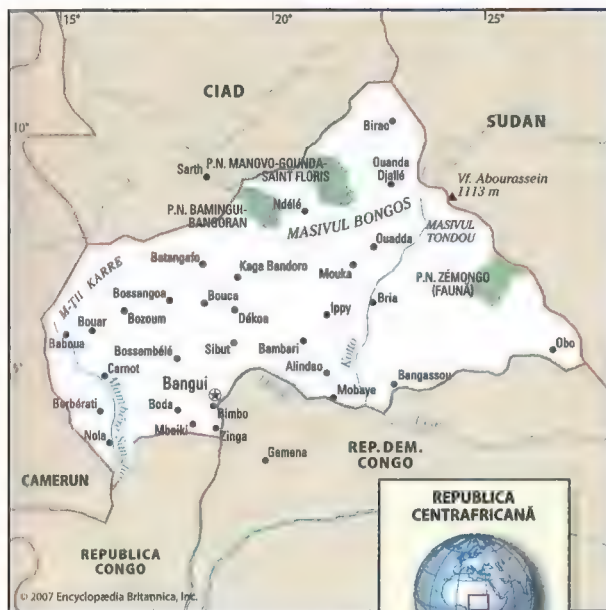 15°
20°
25°
CIAD
SUDAN
10°
Birao
Sarh
P.N. MANOVO-GOUNDA-
SAINT FLORIS
Ouanda
Djallé
Vf. Abourassein
1113 m
P.N. BAMINGUI-
BANGORAN
Ndélé
MASIVUL BONGOS
MASIVUL
TONDOU
Ouadda
M-ȚII KARRE
Batangafo
Kaga Bandoro
Mouka
P.N. ZÉMONGO
(FAUNĂ)
Bossangoa
Bouca
Bria
Bouar
Bozoum
Dékoa
Ippy
Baboua
Bossembélé
Sibut
Bambari
Kotto
Obo
5°
Carnot
Alindao
Bangui
Bangassou
Mobaye
Berbérati
Boda
Bimbo
Nola
Mbaiki
Zinga
Gemena
REP. DEM.
CONGO
CAMERUN
REPUBLICA
CENTRAFRICANĂ
REPUBLICA
CONGO
© 2007 Encyclopædia Britannica, Inc.